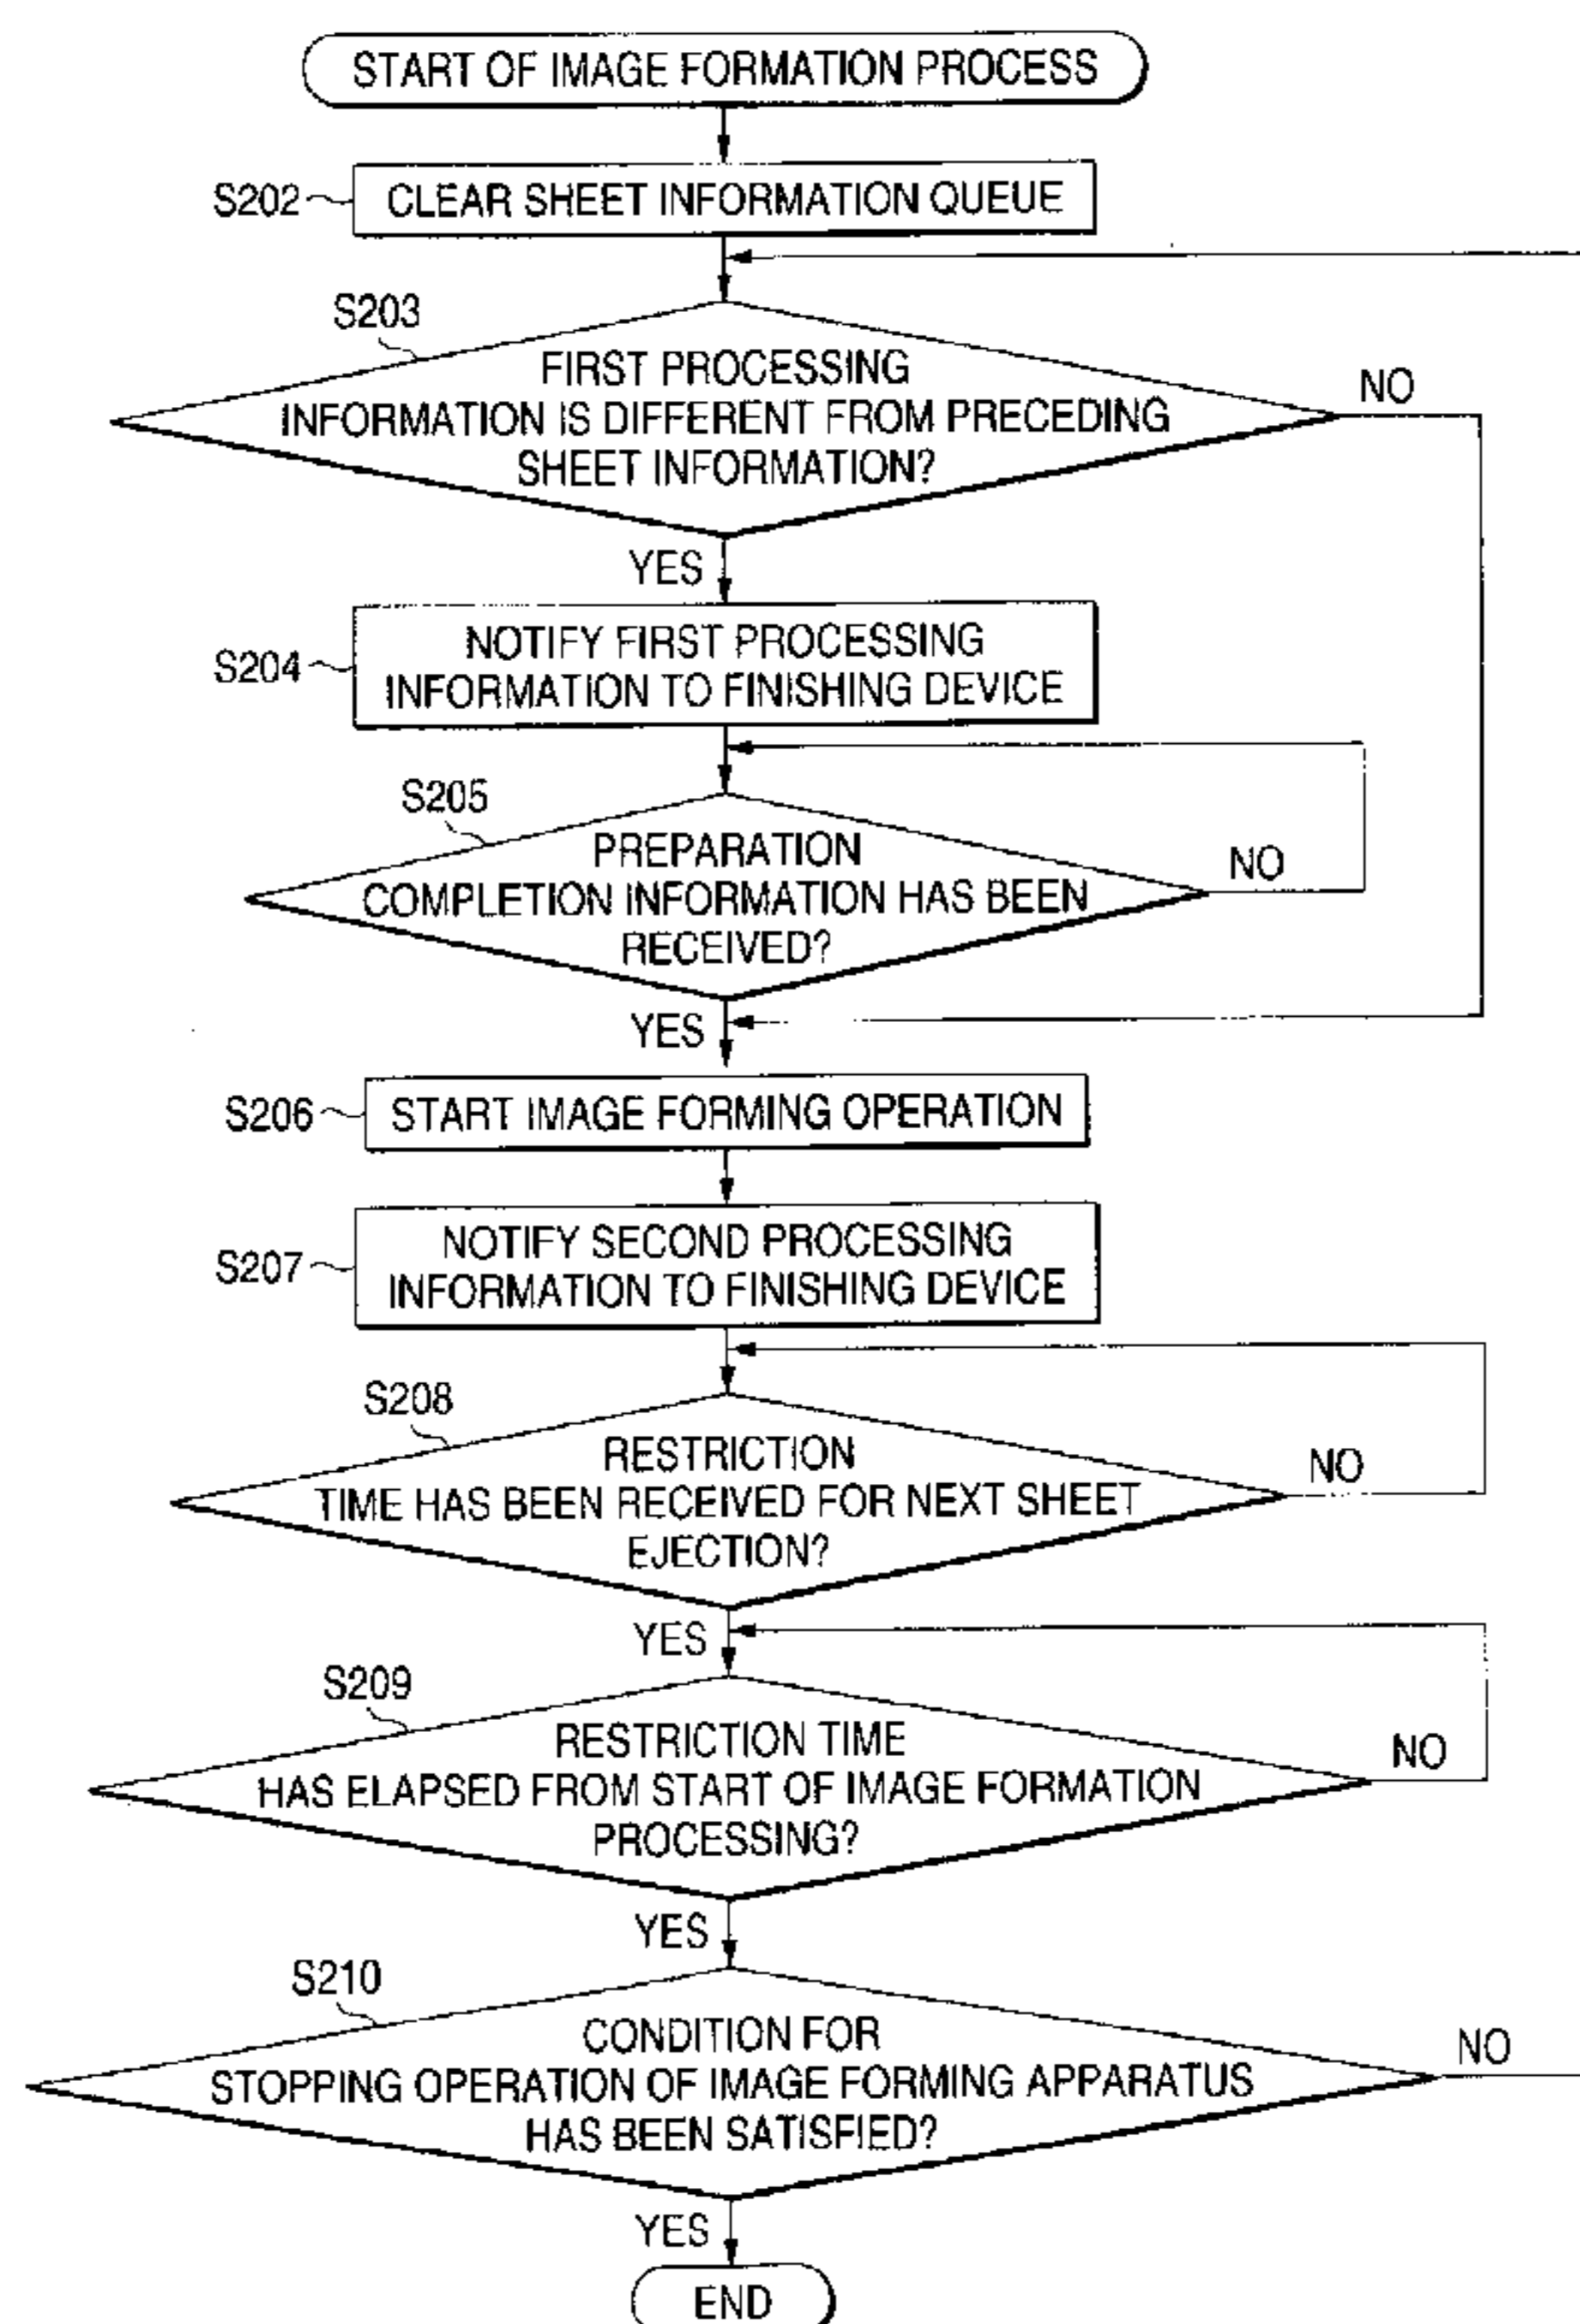 START OF IMAGE FORMATION PROCESS
S202
CLEAR SHEET INFORMATION QUEUE
S203
FIRST PROCESSING
INFORMATION IS DIFFERENT FROM PRECEDING
SHEET INFORMATION?
NO
YES
S204
NOTIFY FIRST PROCESSING
INFORMATION TO FINISHING DEVICE
S205
PREPARATION
COMPLETION INFORMATION HAS BEEN
RECEIVED?
NO
YES
S206
START IMAGE FORMING OPERATION
S207
NOTIFY SECOND PROCESSING
INFORMATION TO FINISHING DEVICE
S208
RESTRICTION
TIME HAS BEEN RECEIVED FOR NEXT SHEET
EJECTION?
NO
YES
S209
RESTRICTION TIME
HAS ELAPSED FROM START OF IMAGE FORMATION
PROCESSING?
NO
YES
S210
CONDITION FOR
STOPPING OPERATION OF IMAGE FORMING APPARATUS
HAS BEEN SATISFIED?
NO
YES
END